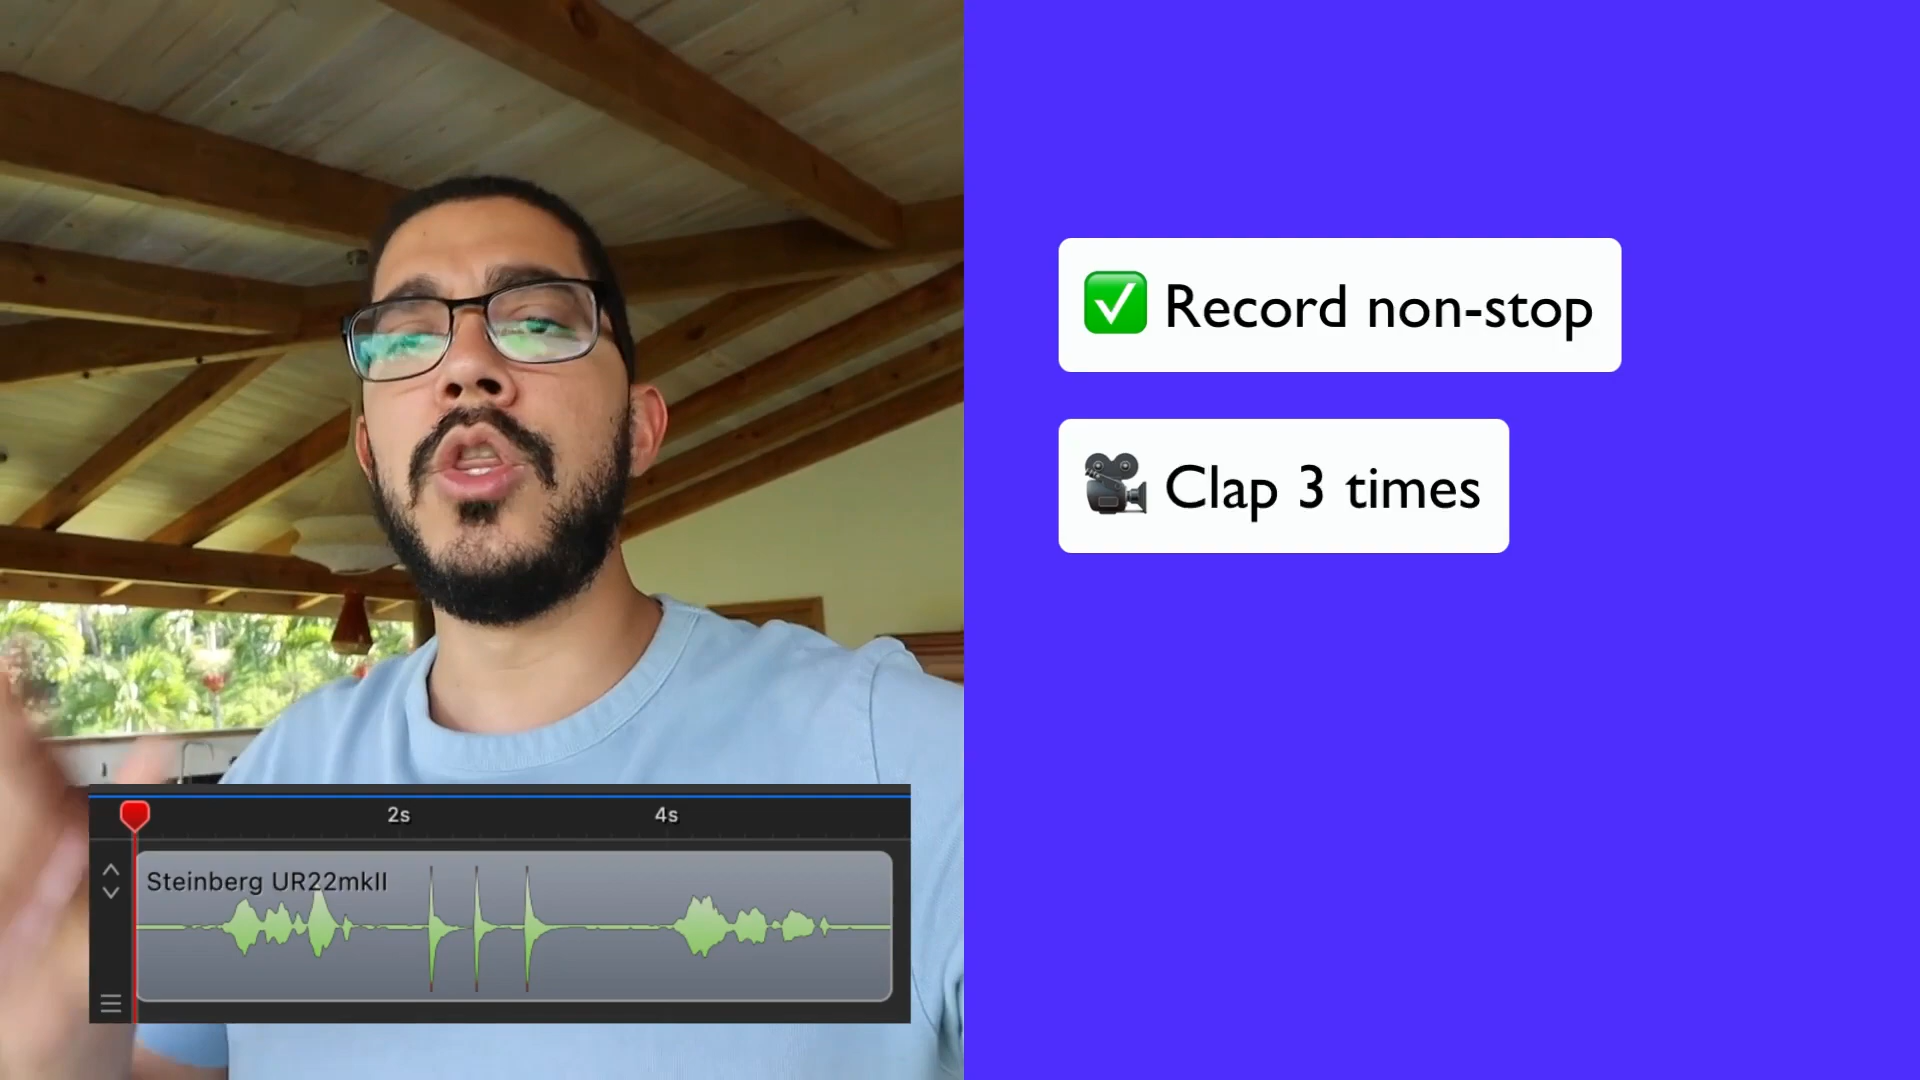 ✅ Record non-stop
🎥 Clap 3 times
2s 4s
Steinberg UR22mkII